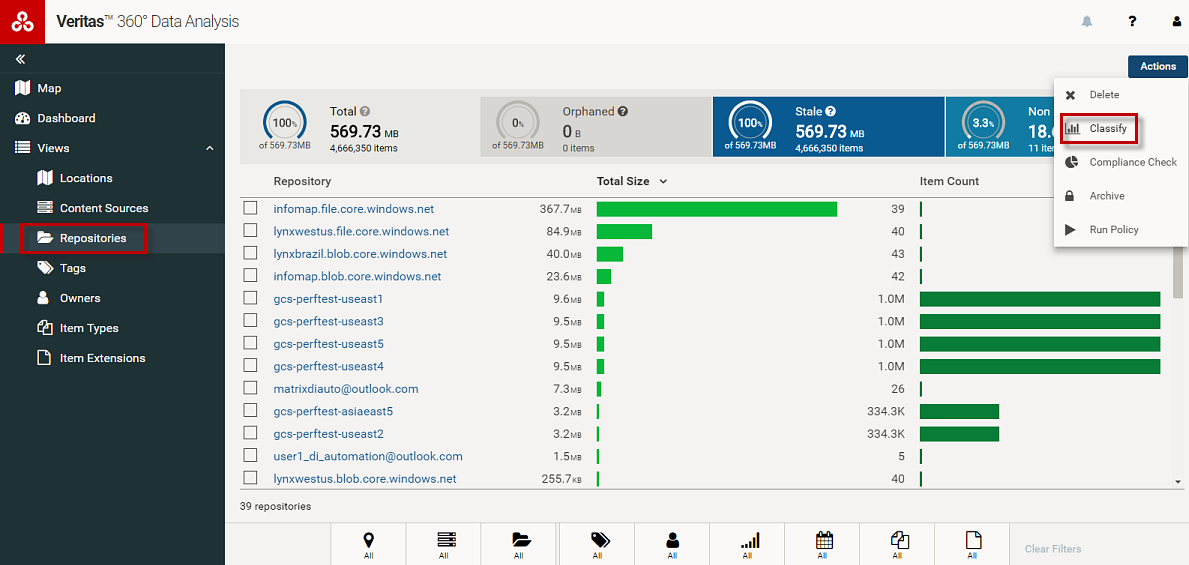 Veritas™ 360° Data Analysis
?
«
Actions
Map
Dashboard
Views
Locations
Content Sources
Repositories
Tags
Owners
Item Types
Item Extensions
Delete
Classify
Compliance Check
Archive
Run Policy
100%
of 569.73MB
Total ?
569.73 MB
4,666,350 items
0%
of 569.73MB
Orphaned ?
0 B
0 items
100%
of 569.73MB
Stale ?
569.73 MB
4,666,350 items
3.3%
of 569.73MB
Non
18.
11 iter
Repository Total Size Item Count
infomap.file.core.windows.net 367.7MB 39
lynxwestus.file.core.windows.net 84.9MB 40
lynxbrazil.blob.core.windows.net 40.0MB 43
infomap.blob.core.windows.net 23.6MB 42
gcs-perftest-useast1 9.6MB 1.0M
gcs-perftest-useast3 9.5MB 1.0M
gcs-perftest-useast5 9.5MB 1.0M
gcs-perftest-useast4 9.5MB 1.0M
matrixdiauto@outlook.com 7.3MB 26
gcs-perftest-asiaeast5 3.2MB 334.3K
gcs-perftest-useast2 3.2MB 334.3K
user1_di_automation@outlook.com 1.5MB 5
lynxwestus.blob.core.windows.net 255.7KB 40
39 repositories
All All All All All All All All All
Clear Filters